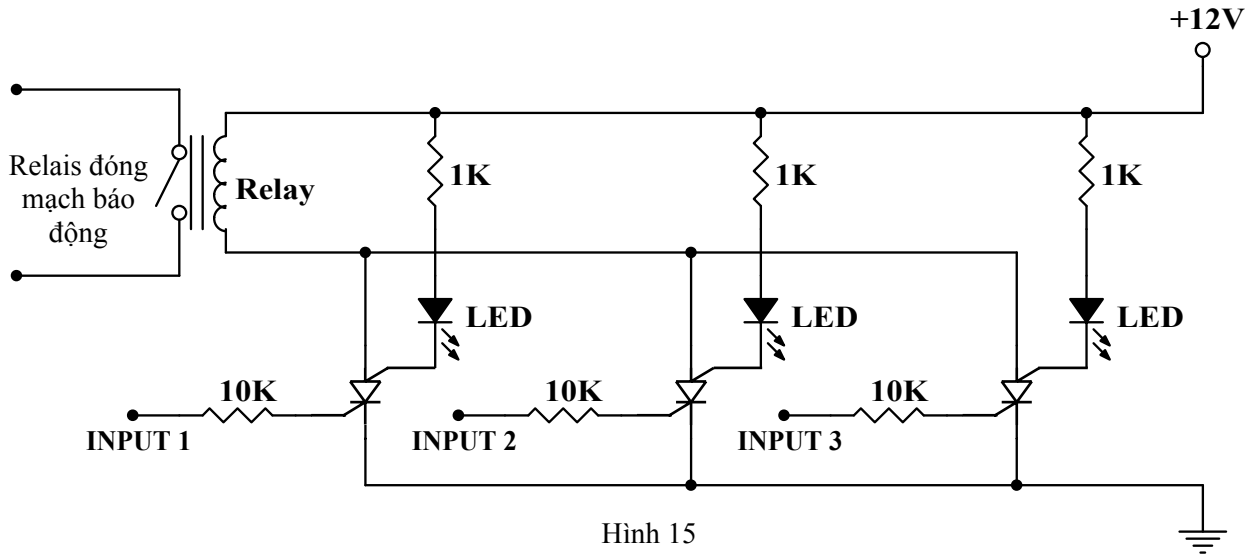 +12V
Relais đóng
mạch báo
động
Relay
1K
1K
1K
LED
LED
LED
10K
10K
10K
INPUT 1
INPUT 2
INPUT 3
Hình 15